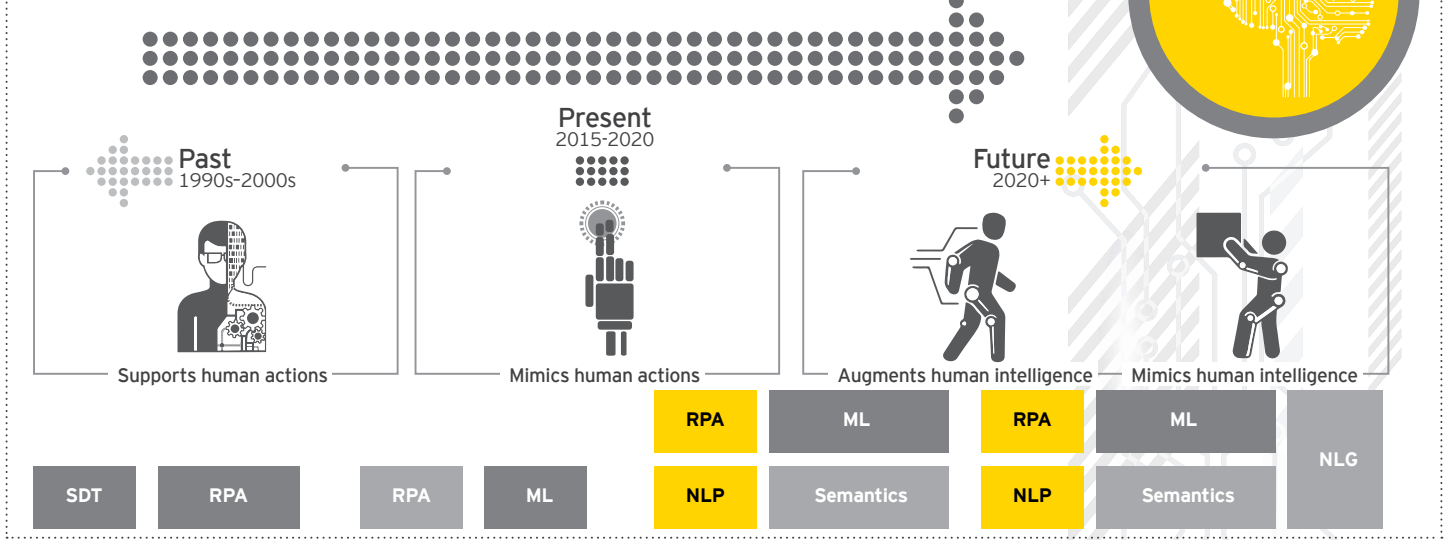 Present
2015-2020
Past
1990s-2000s
Future
2020+
Supports human actions
Mimics human actions
Augments human intelligence
Mimics human intelligence
RPA
ML
RPA
ML
NLG
SDT
RPA
RPA
ML
NLP
Semantics
NLP
Semantics